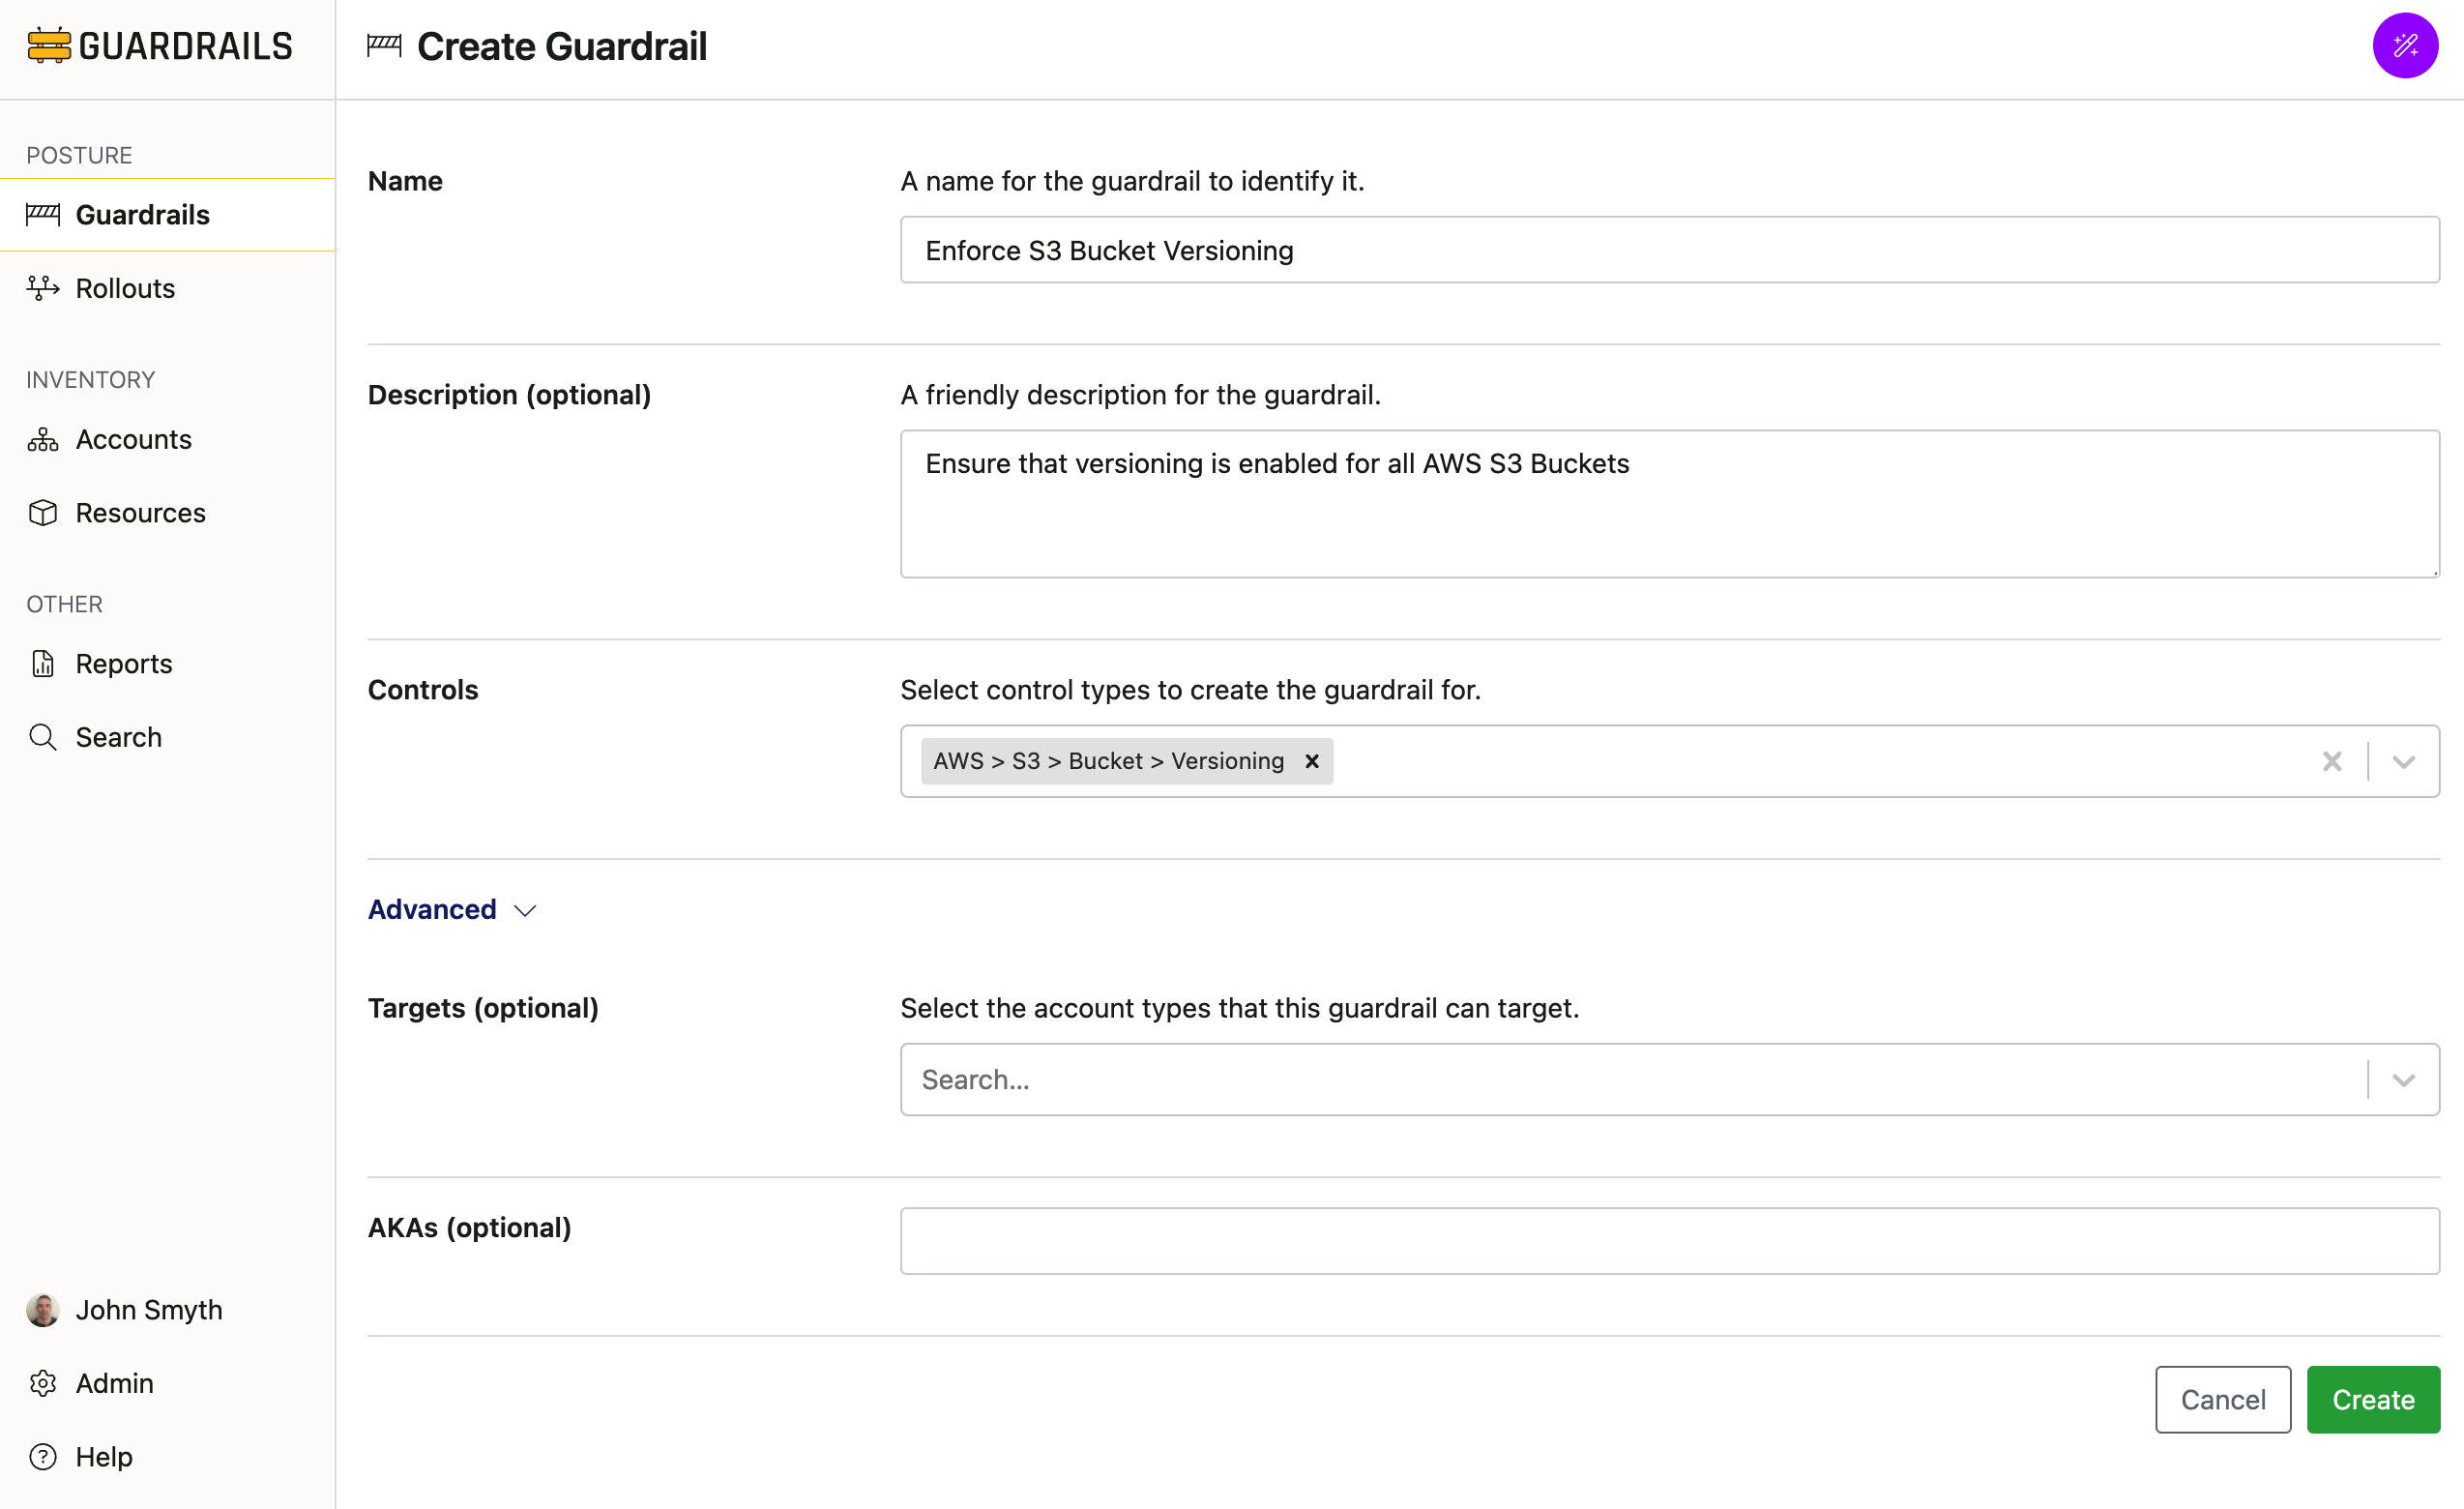 GUARDRAILS
Create Guardrail
POSTURE
Guardrails
Rollouts
INVENTORY
Accounts
Resources
OTHER
Reports
Search
John Smyth
Admin
Help
Name
A name for the guardrail to identify it.
Enforce S3 Bucket Versioning
Description (optional)
A friendly description for the guardrail.
Ensure that versioning is enabled for all AWS S3 Buckets
Controls
Select control types to create the guardrail for.
AWS > S3 > Bucket > Versioning
Advanced
Targets (optional)
Select the account types that this guardrail can target.
Search...
AKAs (optional)
Cancel
Create